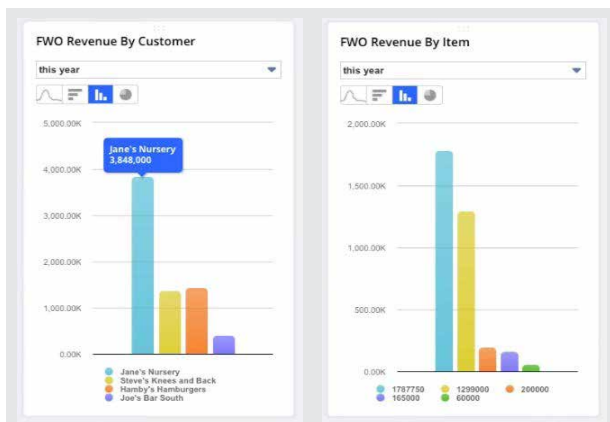 FWO Revenue By Customer
this year
5,000.00K
Jane's Nursery
3,848,000
4,000.00K
3,000.00K
2,000.00K
1,000.00K
0.00K
Jane's Nursery
Steve's Knees and Back
Hamby's Hamburgers
Joe's Bar South
FWO Revenue By Item
this year
2,000.00K
1,500.00K
1,000.00K
500.00K
0.00K
1787750 1299000 200000
165000 60000